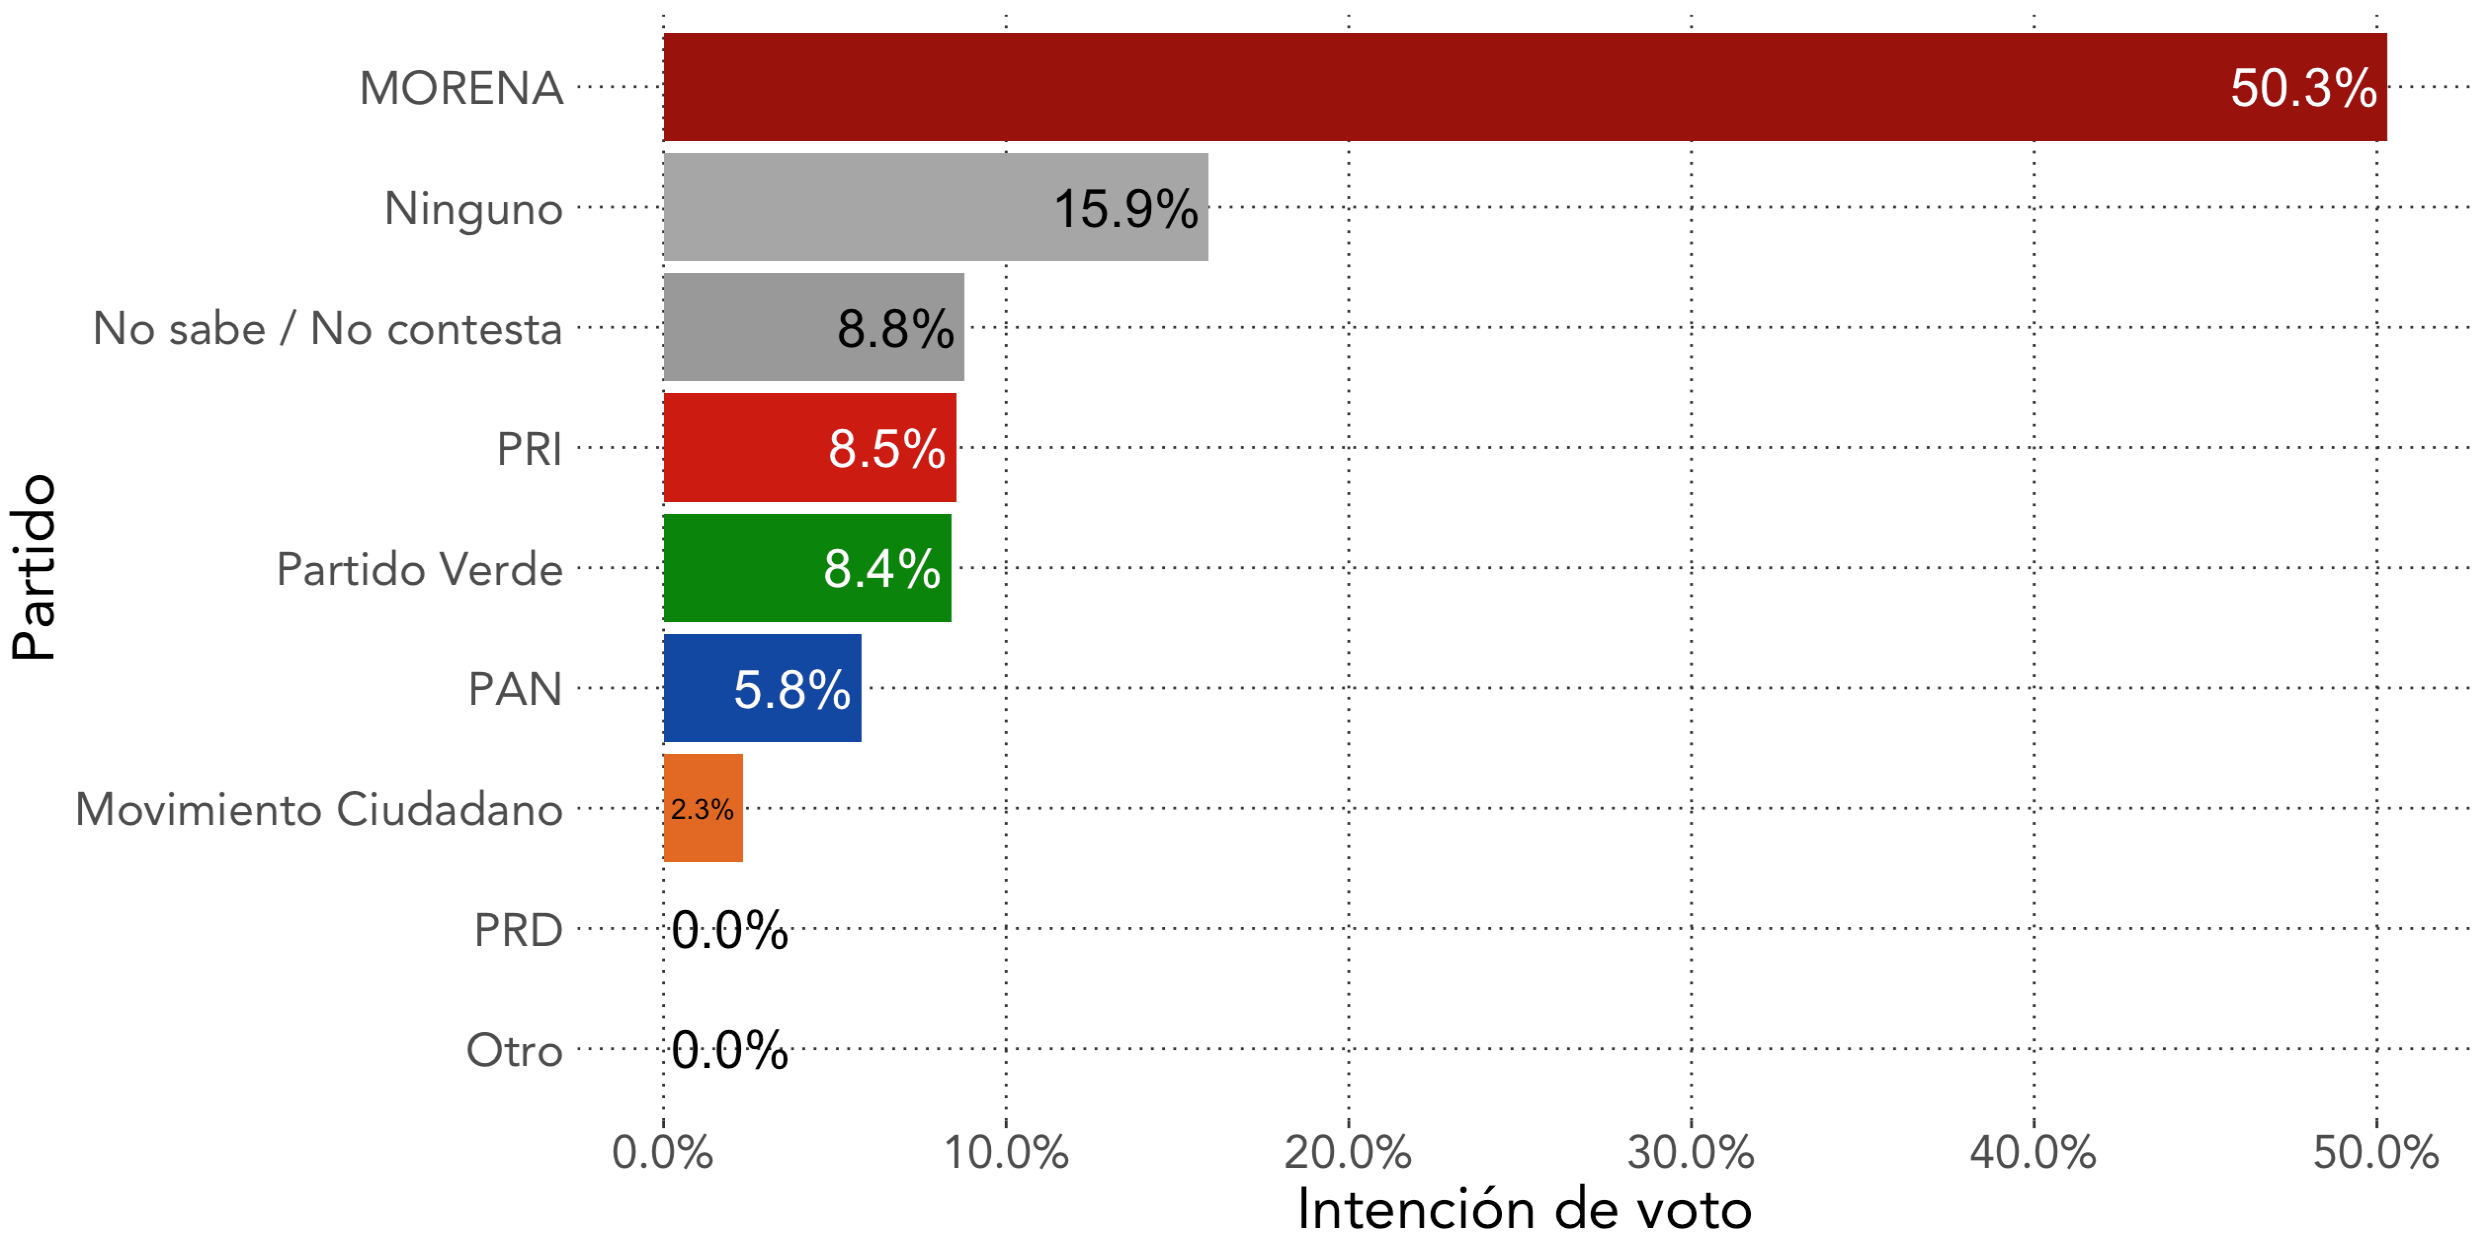 Partido
MORENA 50.3%
Ninguno 15.9%
No sabe / No contesta 8.8%
PRI 8.5%
Partido Verde 8.4%
PAN 5.8%
Movimiento Ciudadano 2.3%
PRD 0.0%
Otro 0.0%
0.0% 10.0% 20.0% 30.0% 40.0% 50.0%
Intención de voto